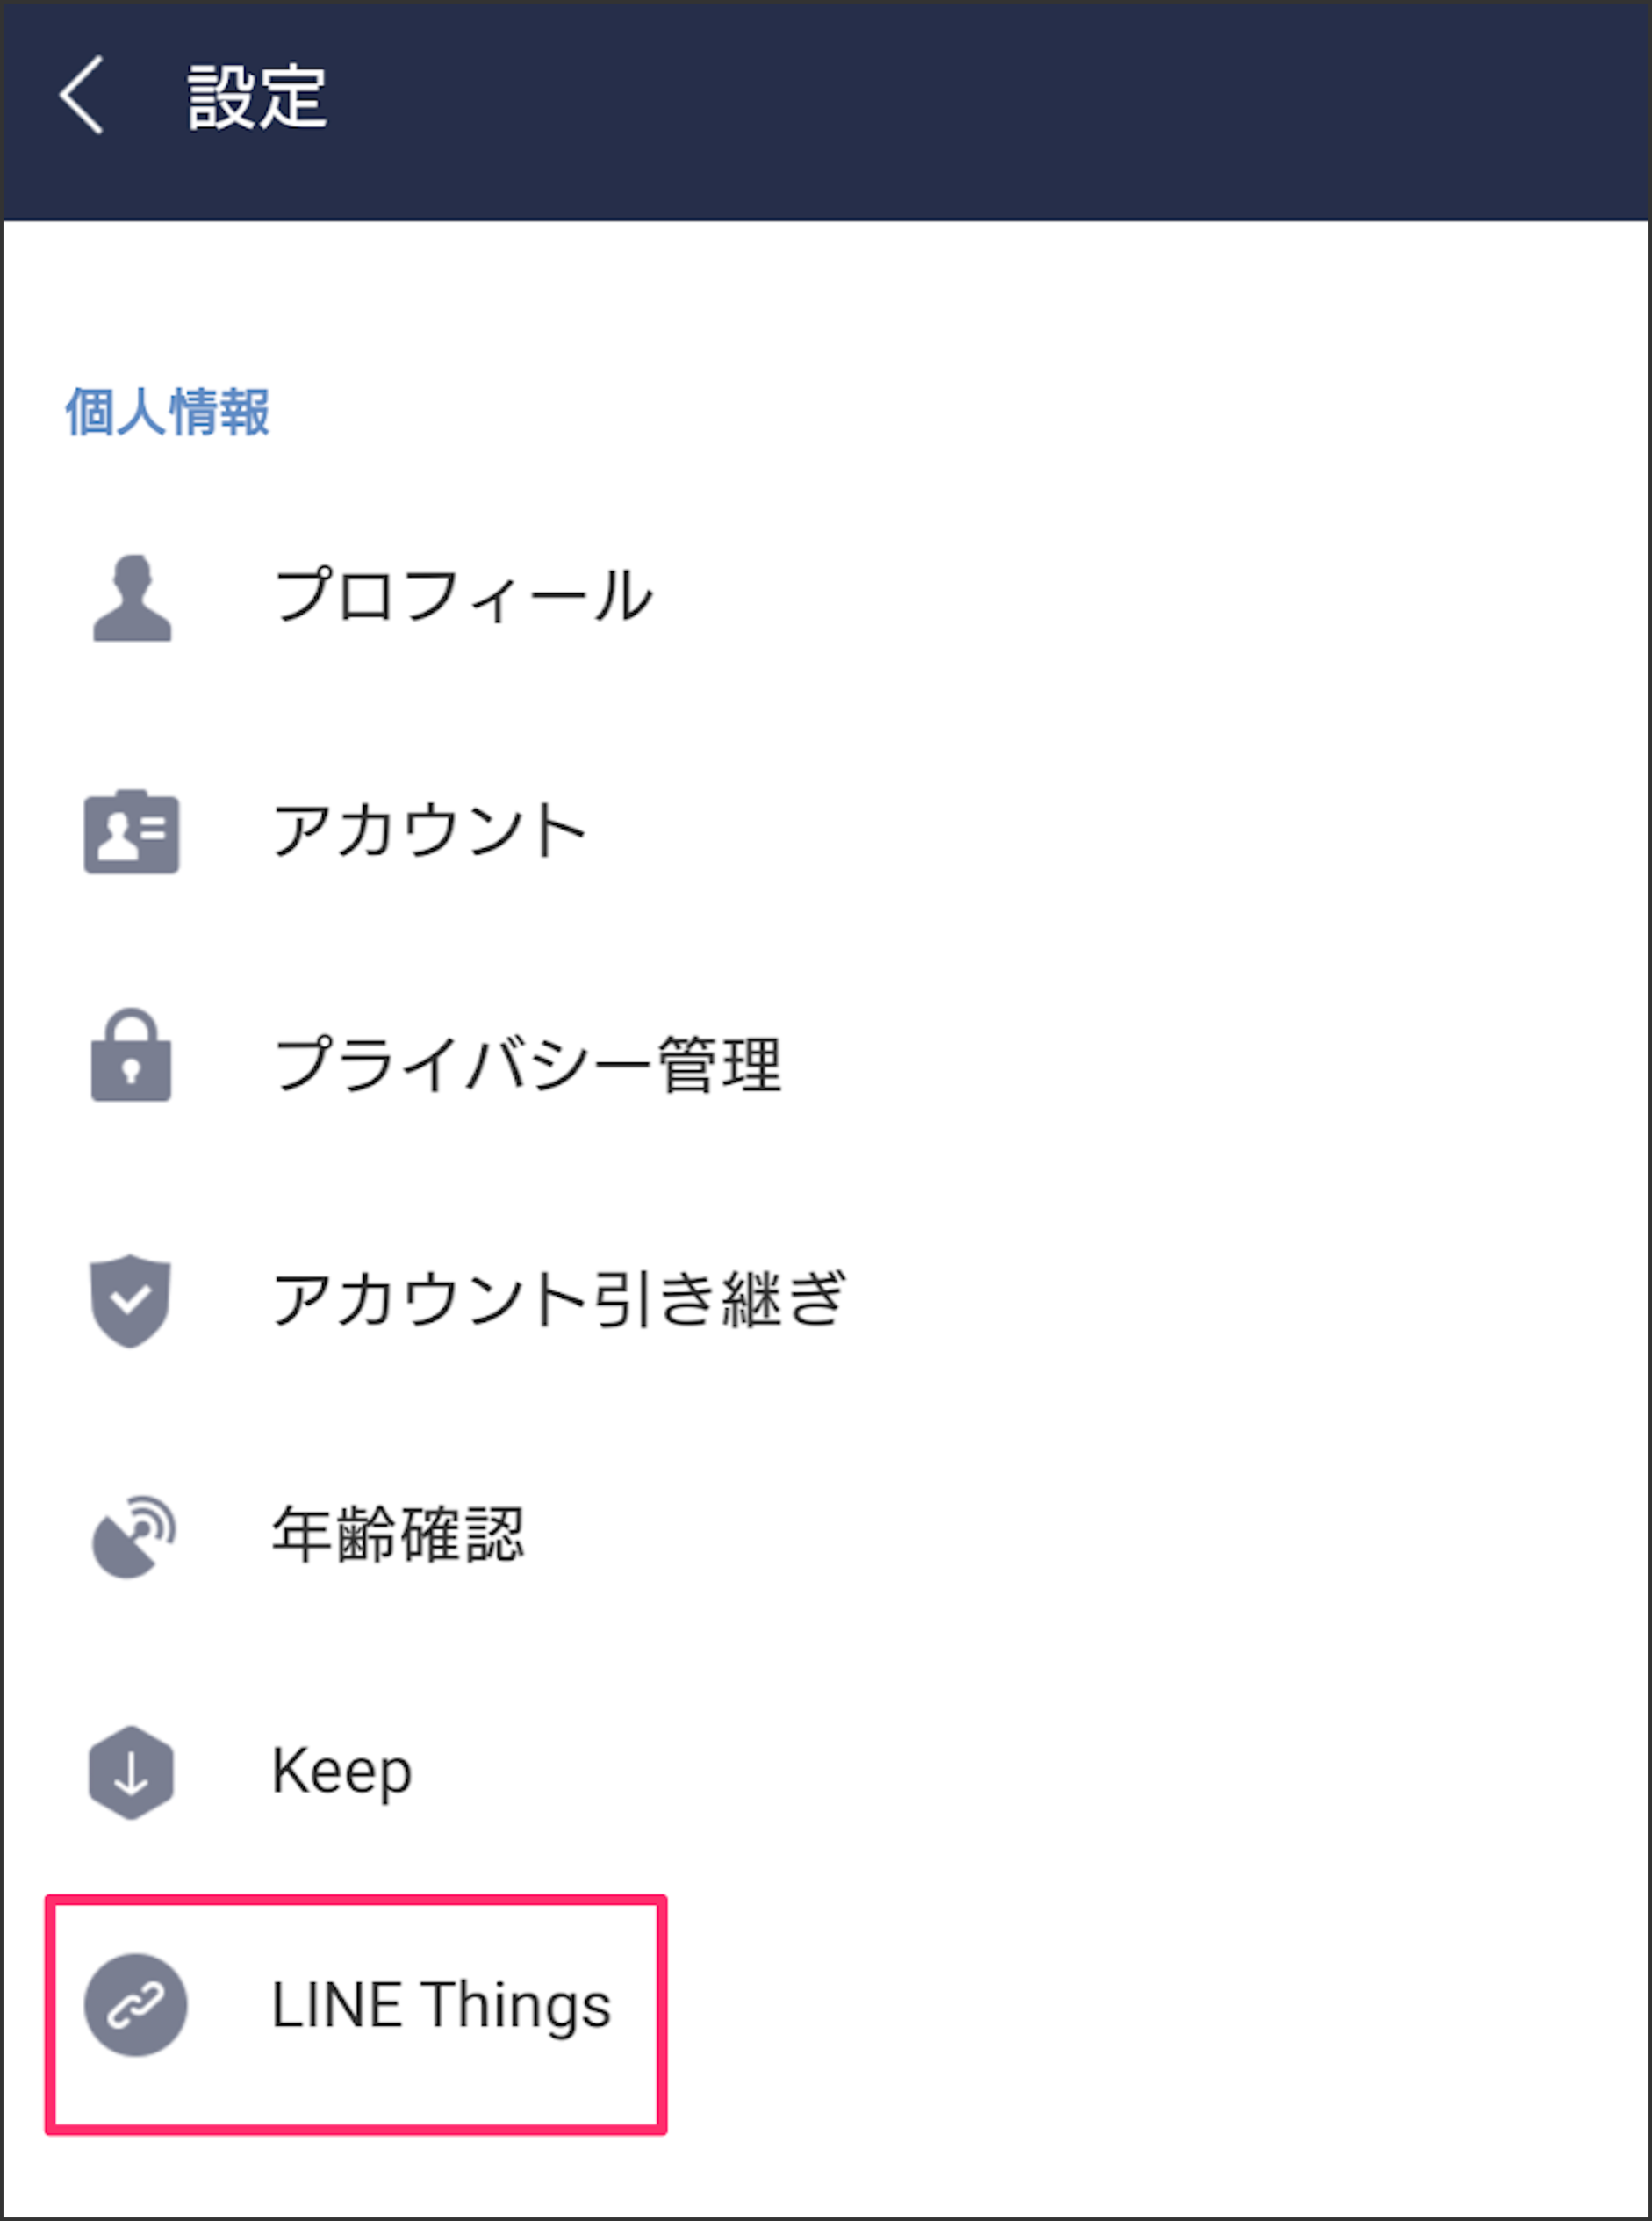 設定
個人情報
プロフィール
アカウント
プライバシー管理
アカウント引き継ぎ
年齢確認
Keep
LINE Things